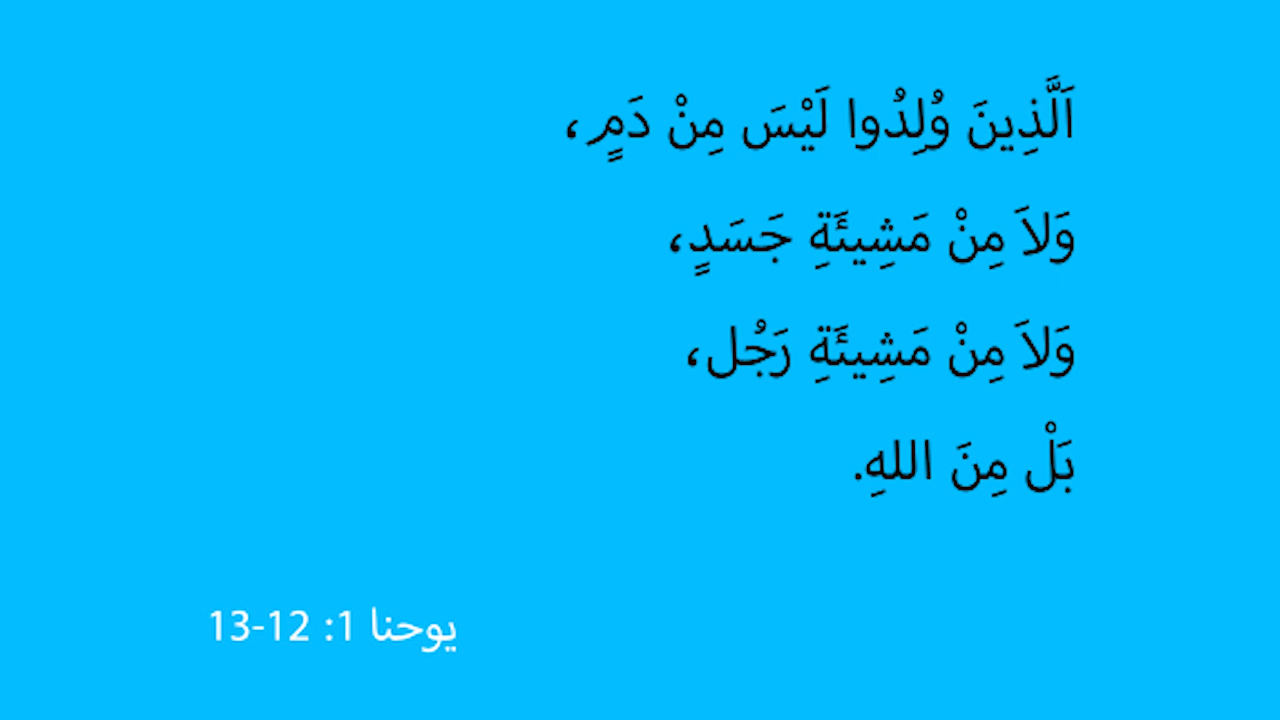 اَلَّذِينَ وُلِدُوا لَيْسَ مِنْ دَمٍ،
وَلاَ مِنْ مَشِيئَةِ جَسَدٍ،
وَلاَ مِنْ مَشِيئَةِ رَجُل،
بَلْ مِنَ اللهِ.
يوحنا 1: 12-13